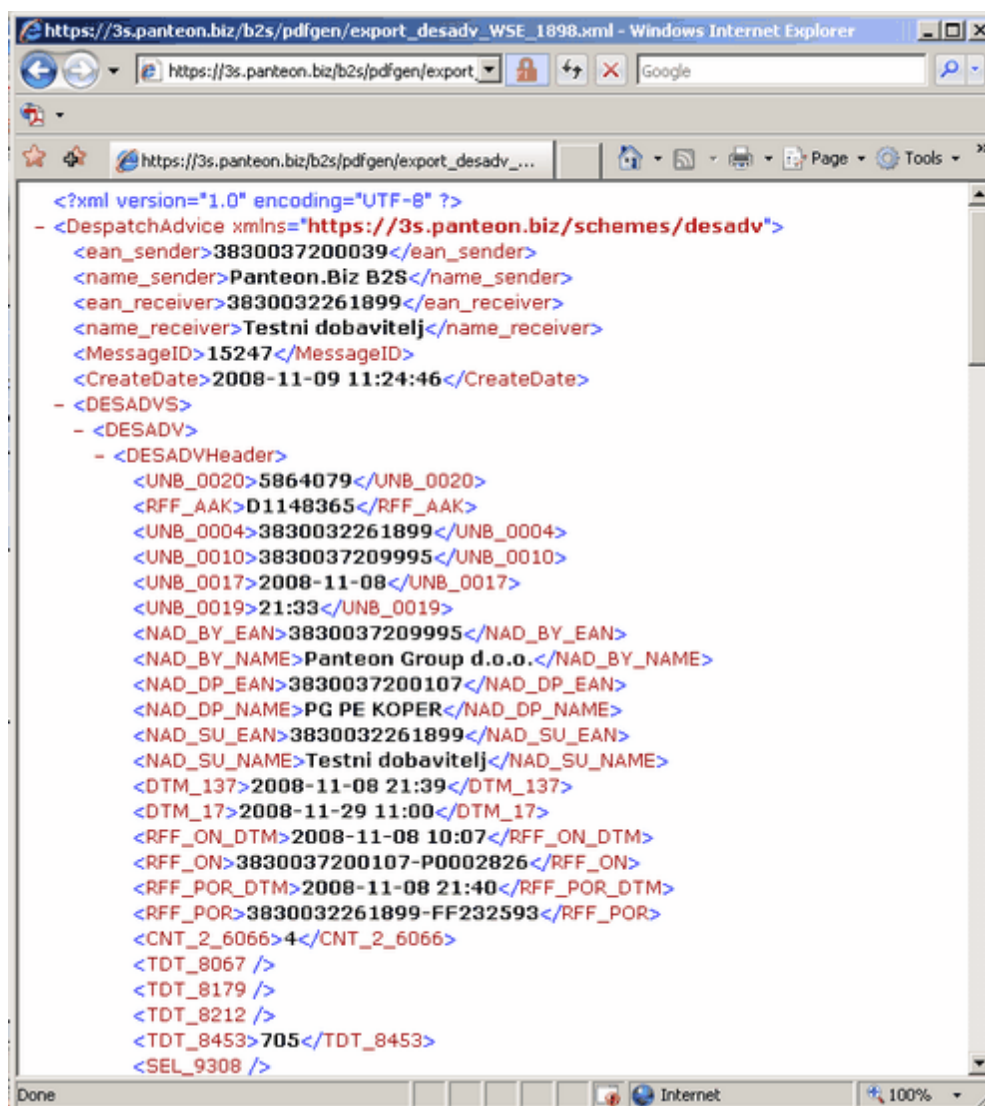 https://3s.panteon.biz/b2s/pdfgen/export_desadv_WSE_1898.xml - Windows Internet Explorer
https://3s.panteon.biz/b2s/pdfgen/export_ Google
https://3s.panteon.biz/b2s/pdfgen/export_desadv_... Page Tools »
<?xml version="1.0" encoding="UTF-8" ?>
- <DespatchAdvice xmlns="https://3s.panteon.biz/schemes/desadv">
<ean_sender>3830037200039</ean_sender>
<name_sender>Panteon.Biz B2S</name_sender>
<ean_receiver>3830032261899</ean_receiver>
<name_receiver>Testni dobavitelj</name_receiver>
<MessageID>15247</MessageID>
<CreateDate>2008-11-09 11:24:46</CreateDate>
- <DESADVS>
- <DESADV>
- <DESADVHeader>
<UNB_0020>5864079</UNB_0020>
<RFF_AAK>D1148365</RFF_AAK>
<UNB_0004>3830032261899</UNB_0004>
<UNB_0010>3830037209995</UNB_0010>
<UNB_0017>2008-11-08</UNB_0017>
<UNB_0019>21:33</UNB_0019>
<NAD_BY_EAN>3830037209995</NAD_BY_EAN>
<NAD_BY_NAME>Panteon Group d.o.o.</NAD_BY_NAME>
<NAD_DP_EAN>3830037200107</NAD_DP_EAN>
<NAD_DP_NAME>PG PE KOPER</NAD_DP_NAME>
<NAD_SU_EAN>3830032261899</NAD_SU_EAN>
<NAD_SU_NAME>Testni dobavitelj</NAD_SU_NAME>
<DTM_137>2008-11-08 21:39</DTM_137>
<DTM_17>2008-11-29 11:00</DTM_17>
<RFF_ON_DTM>2008-11-08 10:07</RFF_ON_DTM>
<RFF_ON>3830037200107-P0002826</RFF_ON>
<RFF_POR_DTM>2008-11-08 21:40</RFF_POR_DTM>
<RFF_POR>3830032261899-FF232593</RFF_POR>
<CNT_2_6066>4</CNT_2_6066>
<TDT_8067 />
<TDT_8179 />
<TDT_8212 />
<TDT_8453>705</TDT_8453>
<SEL_9308 />
Done Internet 100%